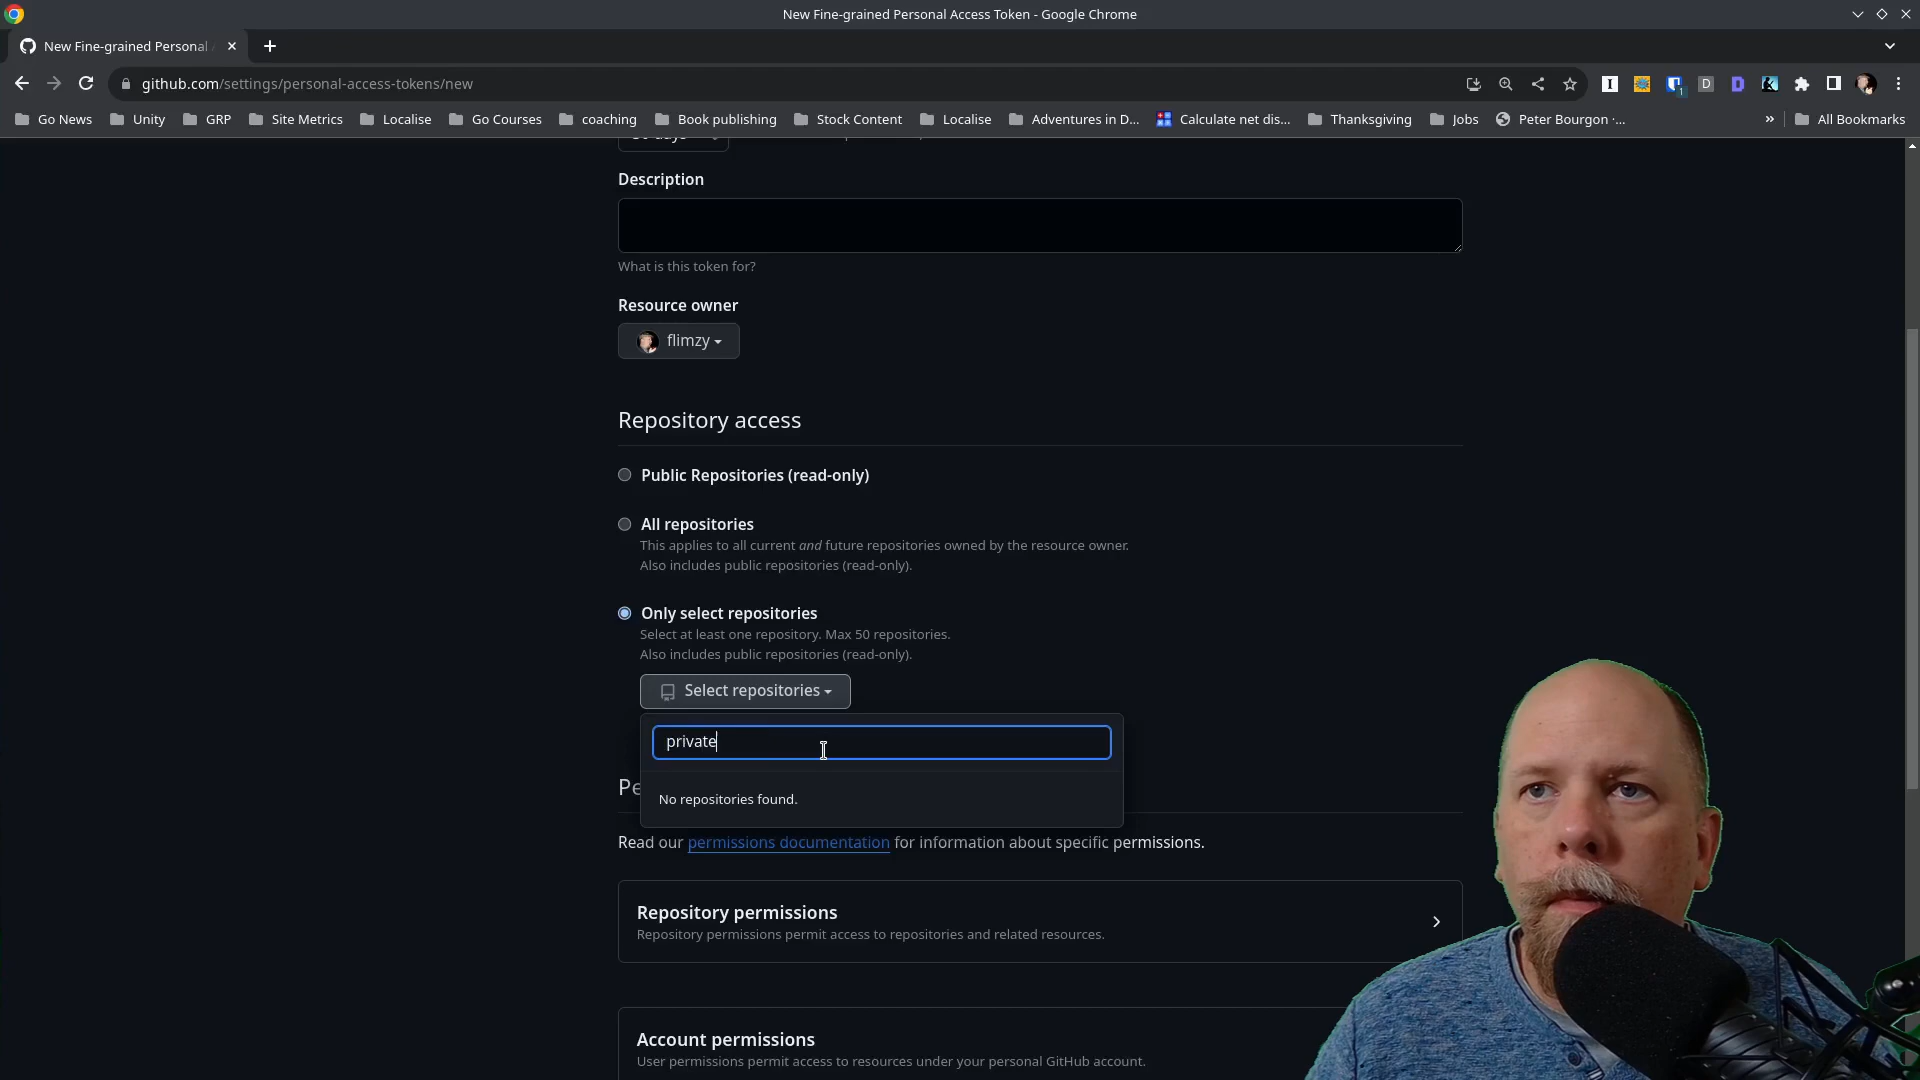 New Fine-grained Personal Access Token - Google Chrome
New Fine-grained Personal
github.com/settings/personal-access-tokens/new
Go News Unity GRP Site Metrics Localise Go Courses coaching Book publishing Stock Content Localise Adventures in D... Calculate net dis... Thanksgiving Jobs Peter Bourgon ·... » All Bookmarks
Description
What is this token for?
Resource owner
flimzy
Repository access
Public Repositories (read-only)
All repositories
This applies to all current and future repositories owned by the resource owner.
Also includes public repositories (read-only).
Only select repositories
Select at least one repository. Max 50 repositories.
Also includes public repositories (read-only).
Select repositories
private
No repositories found.
Pe
Read our permissions documentation for information about specific permissions.
Repository permissions
Repository permissions permit access to repositories and related resources.
Account permissions
User permissions permit access to resources under your personal GitHub account.